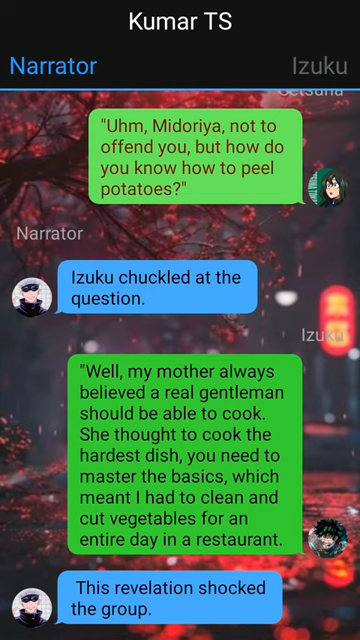 Kumar TS
Narrator
Izuku
Setsuna
"Uhm, Midoriya, not to
offend you, but how do
you know how to peel
potatoes?"
Narrator
Izuku chuckled at the
question.
Izuku
"Well, my mother always
believed a real gentleman
should be able to cook.
She thought to cook the
hardest dish, you need to
master the basics, which
meant I had to clean and
cut vegetables for an
entire day in a restaurant.
This revelation shocked
the group.